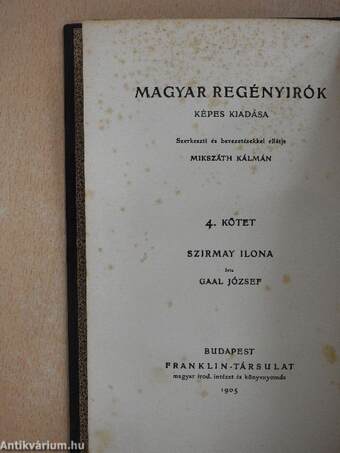 MAGYAR REGÉNYIRÓK
KÉPES KIADÁSA
Szerkeszti és bevezetésekkel ellátja
MIKSZÁTH KÁLMÁN
4. KÖTET
SZIRMAY ILONA
Irta
GAAL JÓZSEF
BUDAPEST
FRANKLIN-TÁRSULAT
magyar irod. intézet és könyvnyomda
1905
Antikvárium.hu